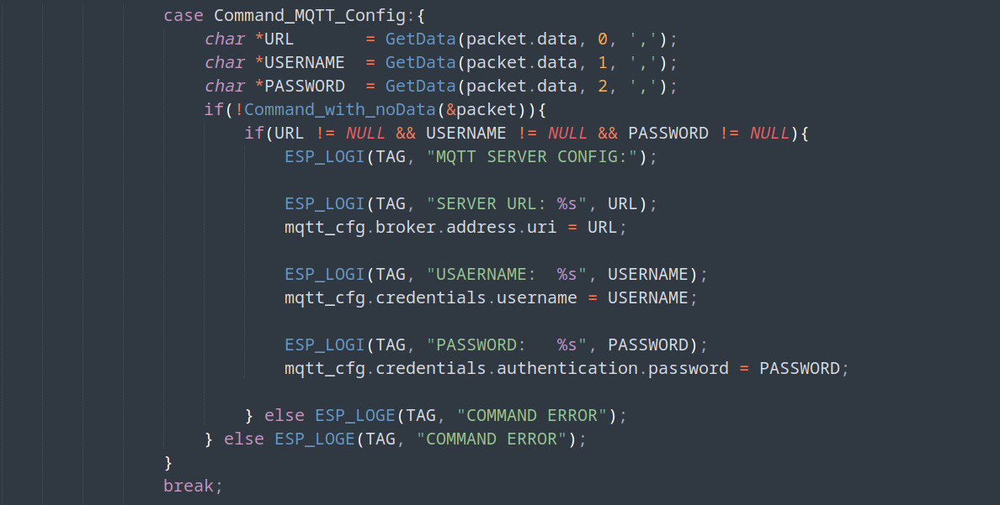 case Command_MQTT_Config:{
char *URL       = GetData(packet.data, 0, ',');
char *USERNAME  = GetData(packet.data, 1, ',');
char *PASSWORD  = GetData(packet.data, 2, ',');
if(!Command_with_noData(&packet)){
if(URL != NULL && USERNAME != NULL && PASSWORD != NULL){
ESP_LOGI(TAG, "MQTT SERVER CONFIG:");
ESP_LOGI(TAG, "SERVER URL: %s", URL);
mqtt_cfg.broker.address.uri = URL;
ESP_LOGI(TAG, "USAERNAME:  %s", USERNAME);
mqtt_cfg.credentials.username = USERNAME;
ESP_LOGI(TAG, "PASSWORD:   %s", PASSWORD);
mqtt_cfg.credentials.authentication.password = PASSWORD;
} else ESP_LOGE(TAG, "COMMAND ERROR");
} else ESP_LOGE(TAG, "COMMAND ERROR");
}
break;